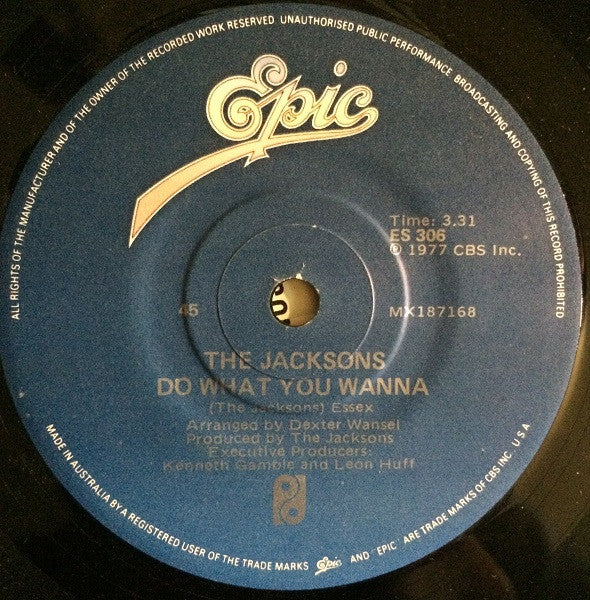 ALL RIGHTS OF THE MANUFACTURER AND OF THE OWNER OF THE RECORDED WORK RESERVED UNAUTHORISED PUBLIC PERFORMANCE BROADCASTING AND COPYING OF THIS RECORD PROHIBITED
Epic
Time: 3.31
ES 306
℗ 1977 CBS Inc.
45
MX187168
THE JACKSONS
DO WHAT YOU WANNA
(The Jacksons) Essex
Arranged by Dexter Wansel
Produced by The Jacksons
Executive Producers:
Kenneth Gamble and Leon Huff
MADE IN AUSTRALIA BY A REGISTERED USER OF THE TRADE MARKS Epic AND "EPIC" ARE TRADE MARKS OF CBS INC USA